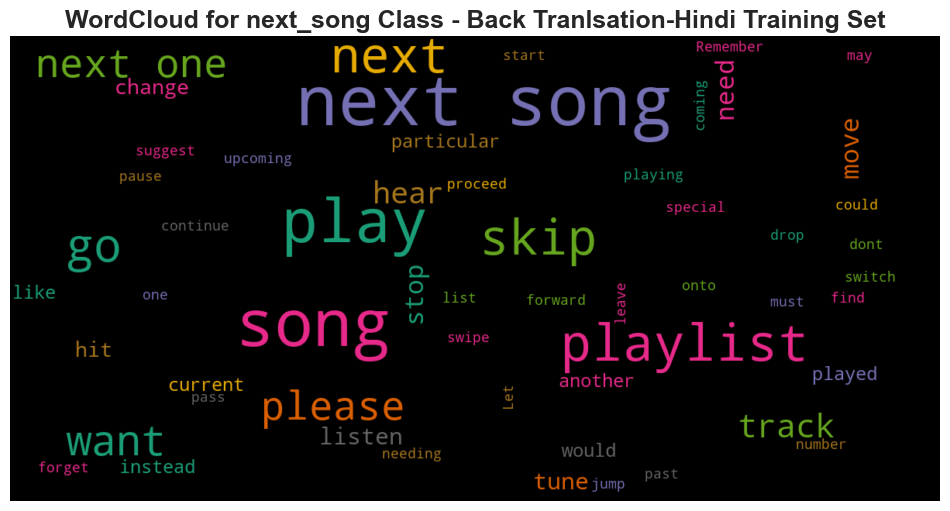 WordCloud for next_song Class - Back Tranlsation-Hindi Training Set
next one
next
start
Remember
may
change
next song
need
coming
particular
move
suggest
upcoming
pause
hear
proceed
playing
special
could
continue
play
skip
drop
dont
go
switch
like
one
stop
list
forward
leave
onto
must
find
song
swipe
playlist
hit
current
another
played
pass
please
Let
track
want
listen
number
forget
instead
needing
would
tune
jump
past